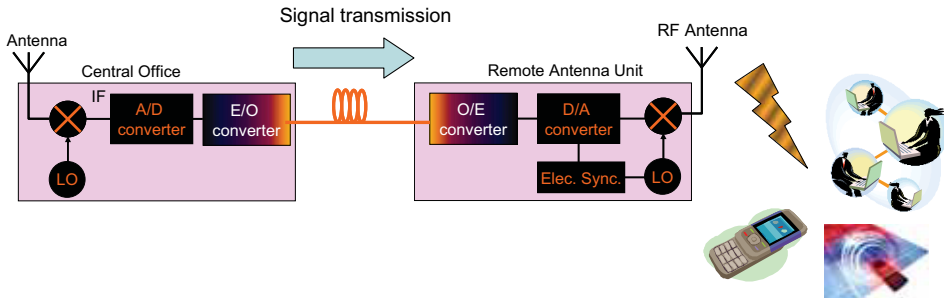 Signal transmission
Antenna
RF Antenna
Central Office
Remote Antenna Unit
IF
A/D
converter
E/O
converter
O/E
converter
D/A
converter
LO
Elec. Sync.
LO